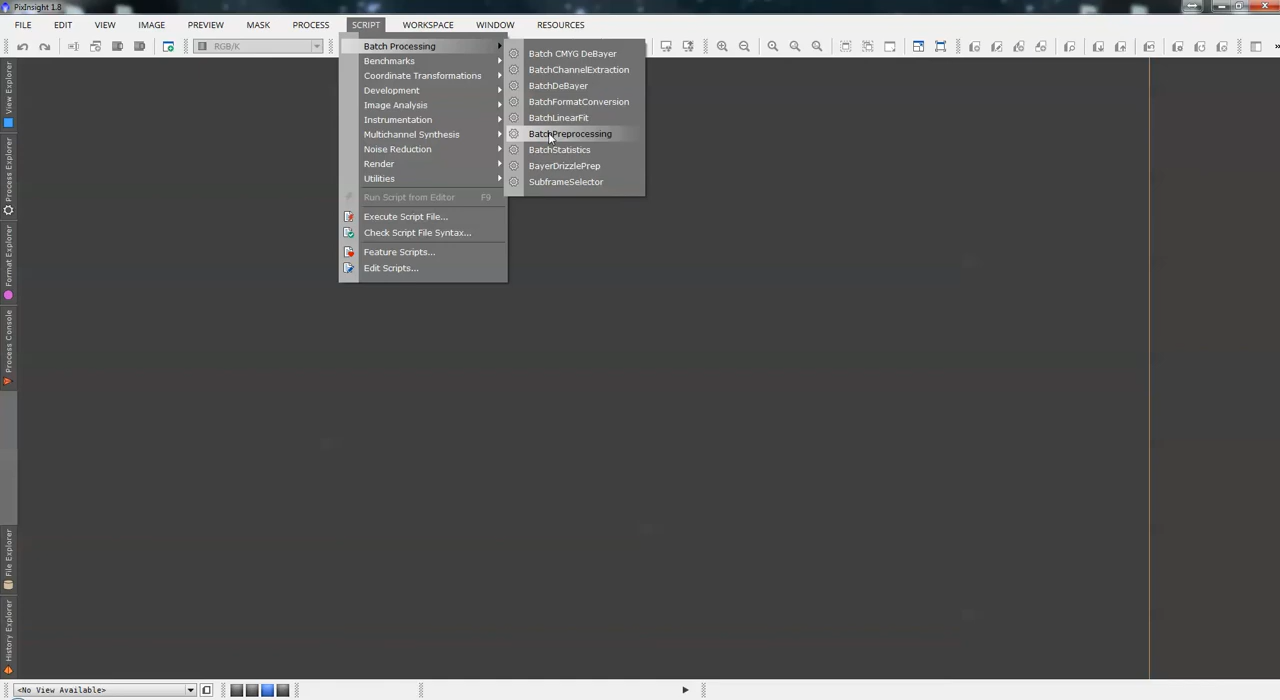 PixInsight 1.8
FILE EDIT VIEW IMAGE PREVIEW MASK PROCESS SCRIPT WORKSPACE WINDOW RESOURCES
RGB/K
Batch Processing
Benchmarks
Coordinate Transformations
Development
Image Analysis
Instrumentation
Multichannel Synthesis
Noise Reduction
Render
Utilities
Run Script from Editor F9
Execute Script File...
Check Script File Syntax...
Feature Scripts...
Edit Scripts...
Batch CMYG DeBayer
BatchChannelExtraction
BatchDeBayer
BatchFormatConversion
BatchLinearFit
BatchPreprocessing
BatchStatistics
BayerDrizzlePrep
SubframeSelector
View Explorer
Process Explorer
Format Explorer
Process Console
File Explorer
History Explorer
<No View Available>